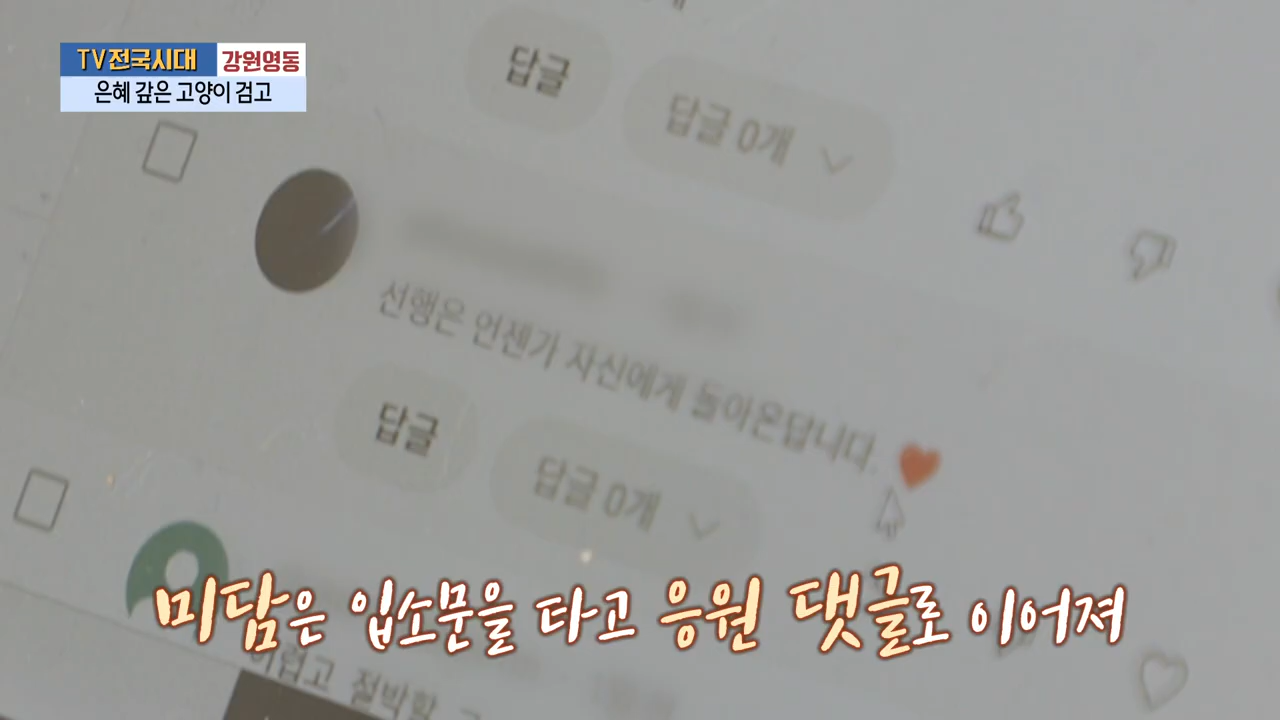 TV전국시대 강원영동
은혜 갚은 고양이 검고
답글
답글 0개
선행은 언젠가 자신에게 돌아온답니다.
답글
답글 0개
미담은 입소문을 타고 응원 댓글로 이어져
절박할